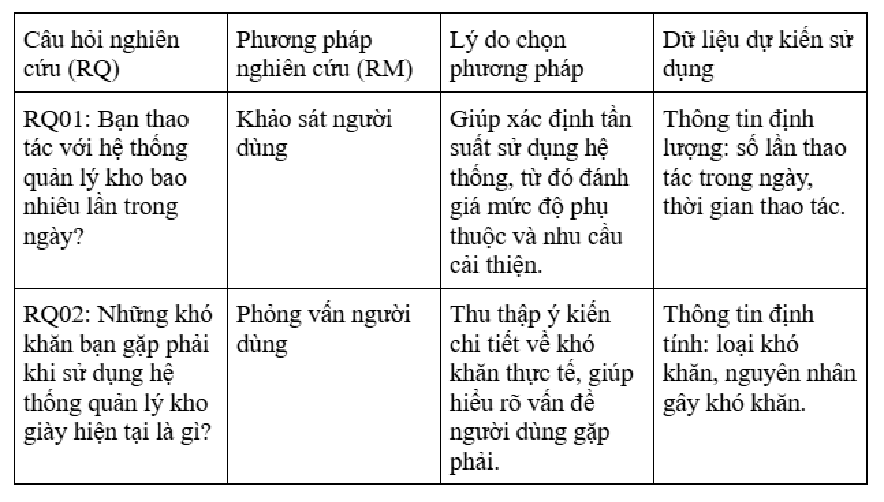 Câu hỏi nghiên
cứu (RQ)
Phương pháp
nghiên cứu (RM)
Lý do chọn
phương pháp
Dữ liệu dự kiến sử
dụng
RQ01: Bạn thao
tác với hệ thống
quản lý kho bao
nhiêu lần trong
ngày?
Khảo sát người
dùng
Giúp xác định tần
suất sử dụng hệ
thống, từ đó đánh
giá mức độ phụ
thuộc và nhu cầu
cải thiện.
Thông tin định
lượng: số lần thao
tác trong ngày,
thời gian thao tác.
RQ02: Những khó
khăn bạn gặp phải
khi sử dụng hệ
thống quản lý kho
giày hiện tại là gì?
Phỏng vấn người
dùng
Thu thập ý kiến
chi tiết về khó
khăn thực tế, giúp
hiểu rõ vấn đề
người dùng gặp
phải.
Thông tin định
tính: loại khó
khăn, nguyên nhân
gây khó khăn.